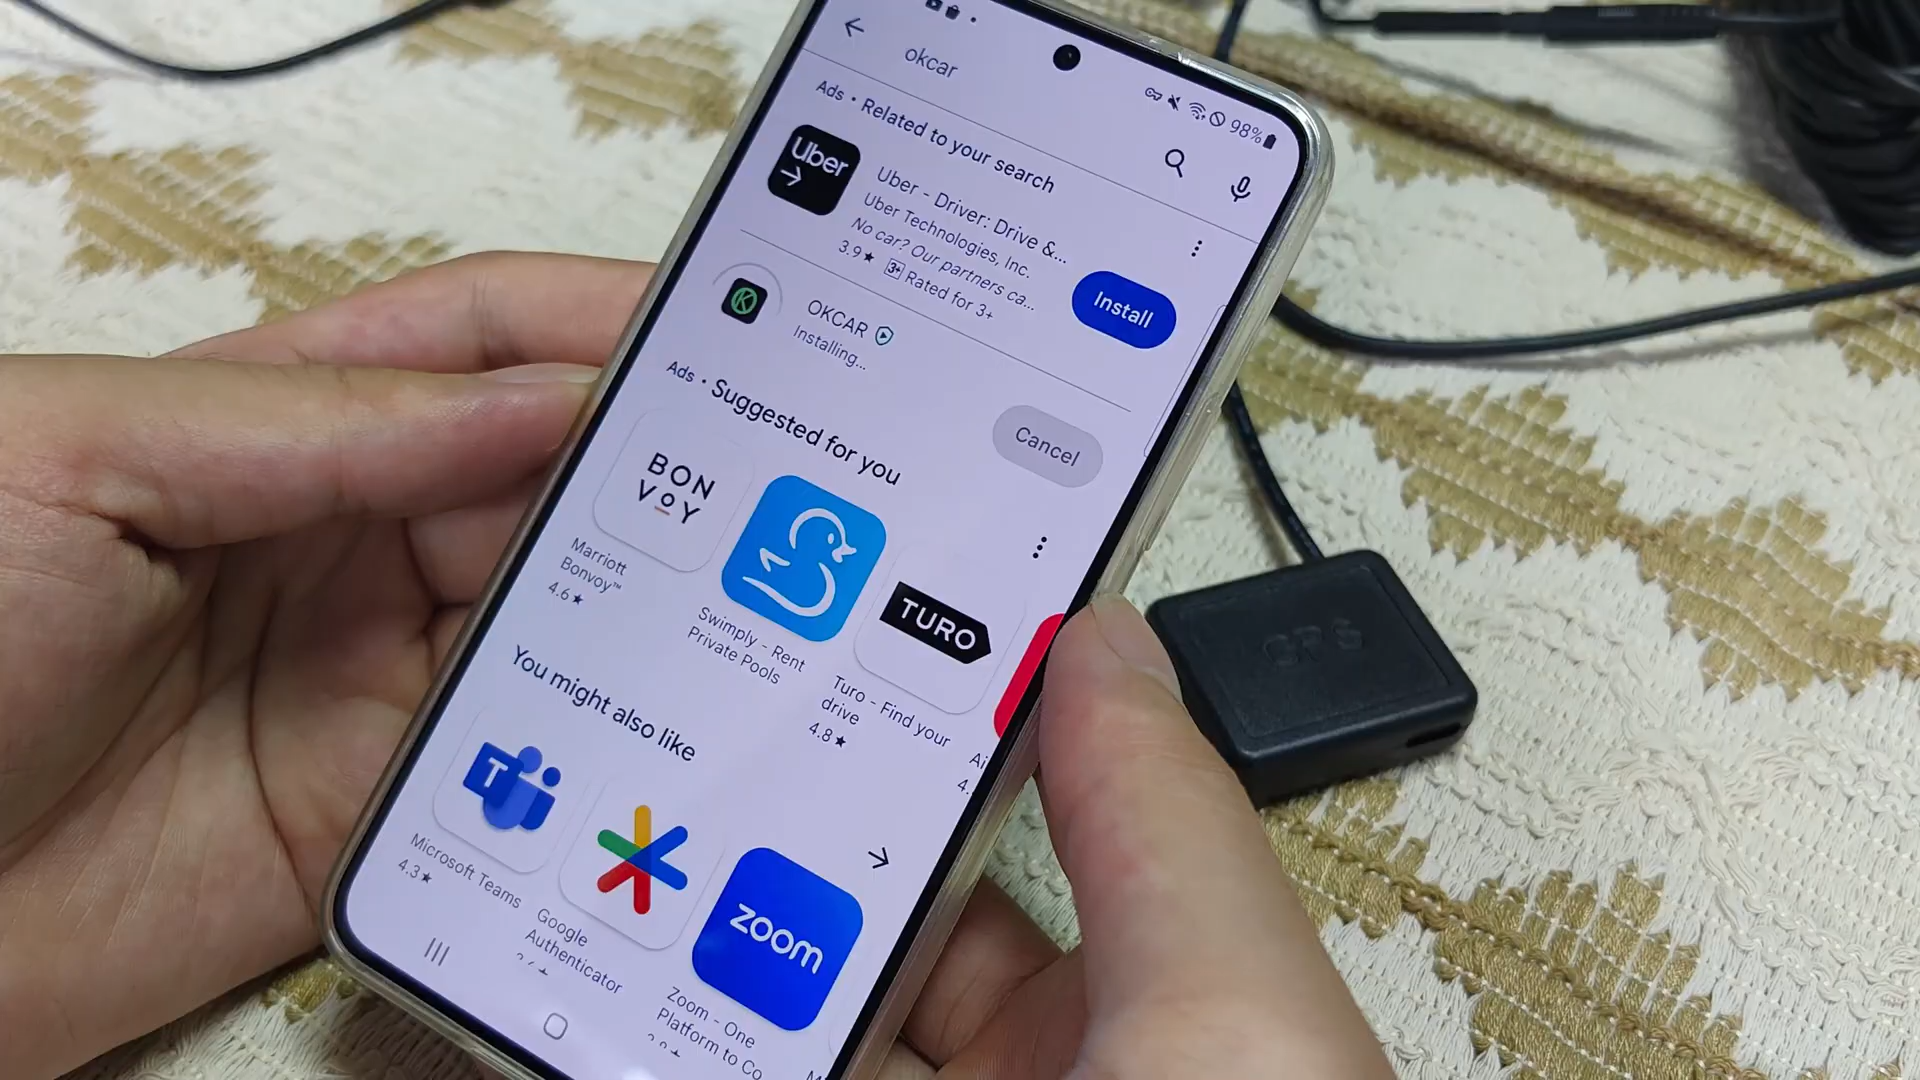 okcar
98%
Ads • Related to your search
Uber
Uber - Driver: Drive &...
Uber Technologies, Inc.
No car? Our partners ca...
3.9★ 3+ Rated for 3+
Install
K
OKCAR
Installing...
Cancel
Ads • Suggested for you
BON
VOY
Marriott
Bonvoy™
4.6★
Swimply - Rent
Private Pools
TURO
Turo - Find your
drive
4.8★
Ai
4.
You might also like
T
Microsoft Teams
4.3★
Google
Authenticator
zoom
Zoom - One
Platform to Co
GPS